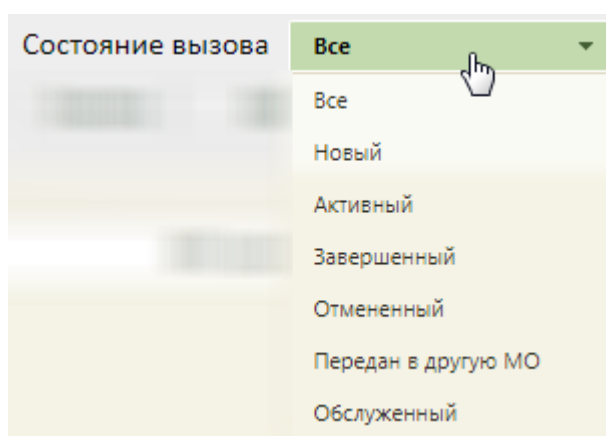 Состояние вызова Все
Все
Новый
Активный
Завершенный
Отмененный
Передан в другую МО
Обслуженный